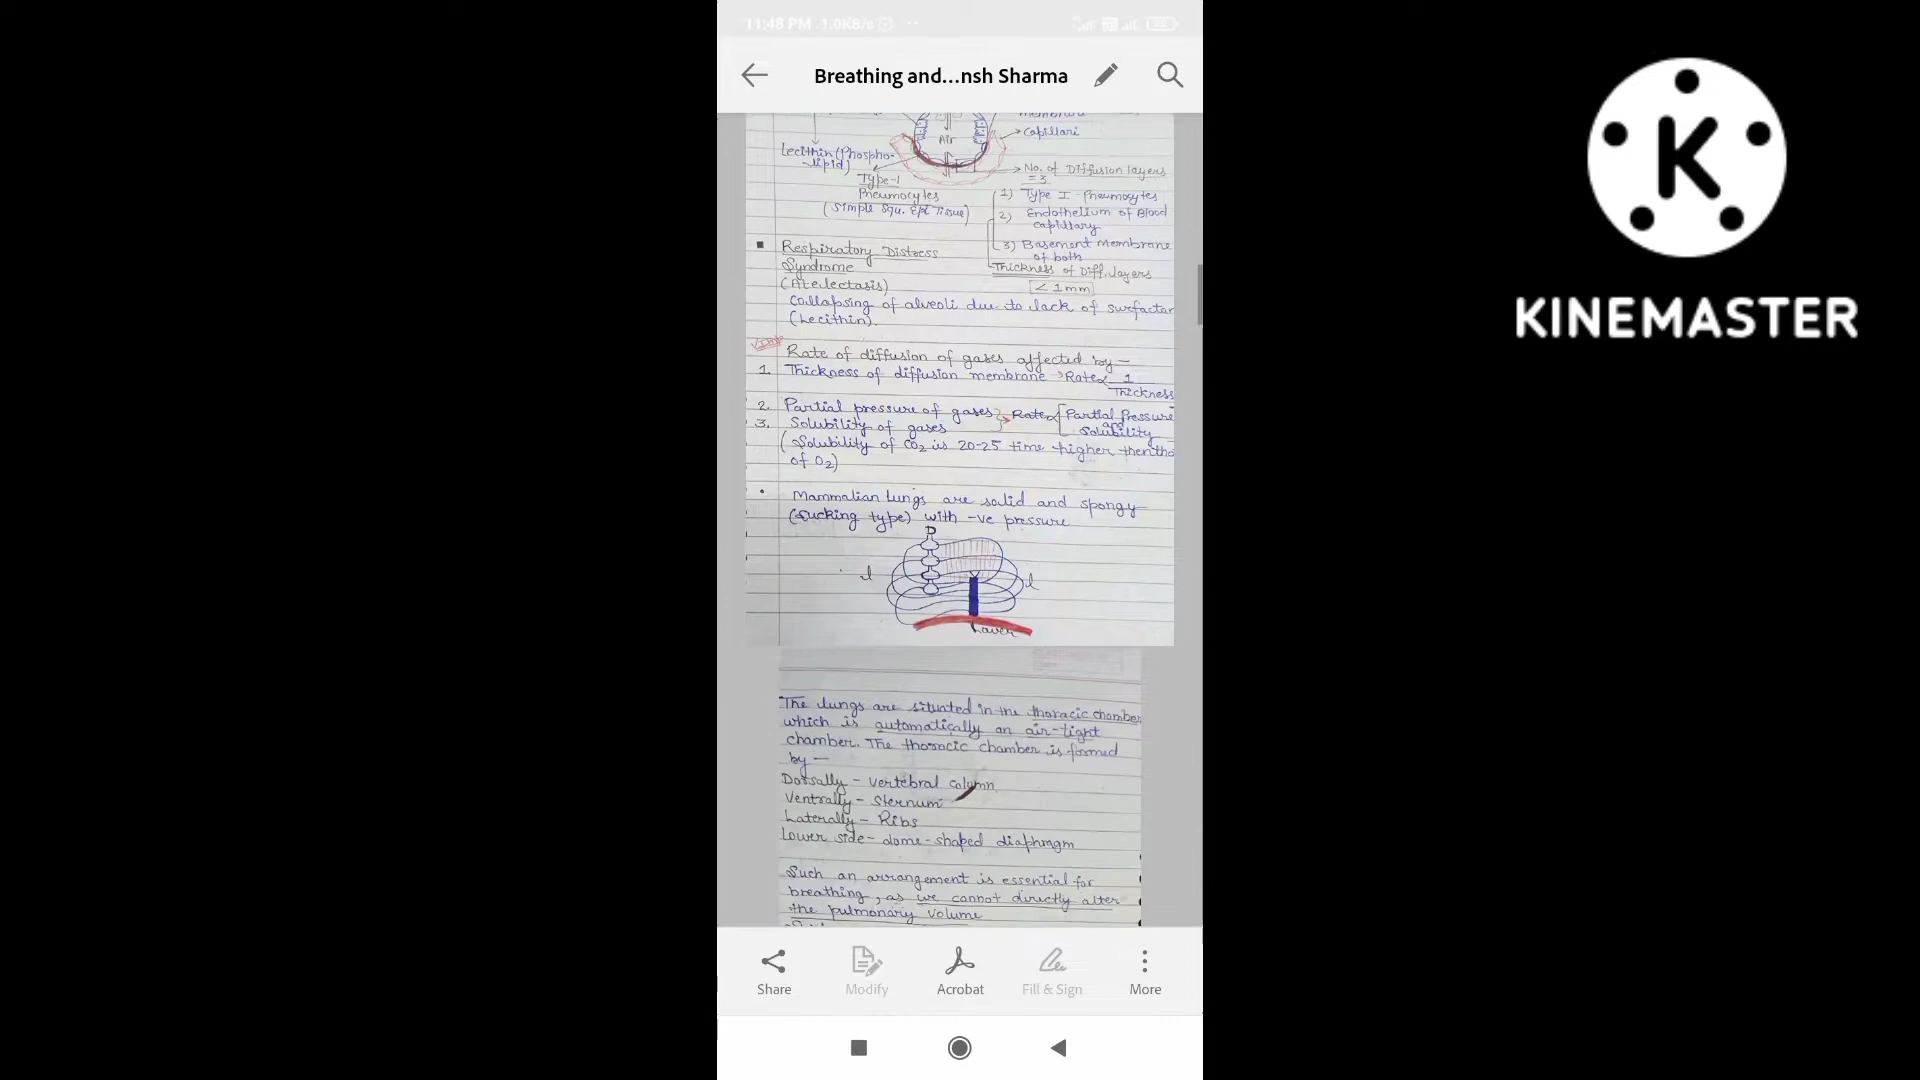 11:48 PM 1.0KB/s
Breathing and...nsh Sharma
Capillari
Air
Lecithin (Phospho-
-lipid)
No. of Diffusion layers
= 3
Type-1
Pneumocytes
(Simple Squ. Epi Tissue)
1) Type I - Pneumocytes
2) Endothelium of Blood
capillary
3) Basement Membrane
of both
Thickness of Diff. layers
< 1mm
Respiratory Distress
Syndrome
(Atelectasis)
Collapsing of alveoli due to lack of surfactan
(Lecithin).
Rate of diffusion of gases affected by -
1. Thickness of diffusion membrane → Rate ∝ 1
Thickness
2. Partial pressure of gases } → Rate ∝ [Partial Pressure
and
3. Solubility of gases
Solubility
(Solubility of CO2 is 20-25 time higher then tha
of O2)
• Mammalian lungs are solid and spongy
(Sucking type) with -ve pressure
D
l
l
The lungs are situated in the thoracic chamber
which is automatically an air-tight
chamber. The thoracic chamber is formed
by -
Dorsally - vertebral column
Ventrally - Sternum
Laterally - Ribs
Lower side - dome-shaped diaphragm
Such an arrangement is essential for
breathing, as we cannot directly alter
the pulmonary volume
Share
Modify
Acrobat
Fill & Sign
More
K
KINEMASTER